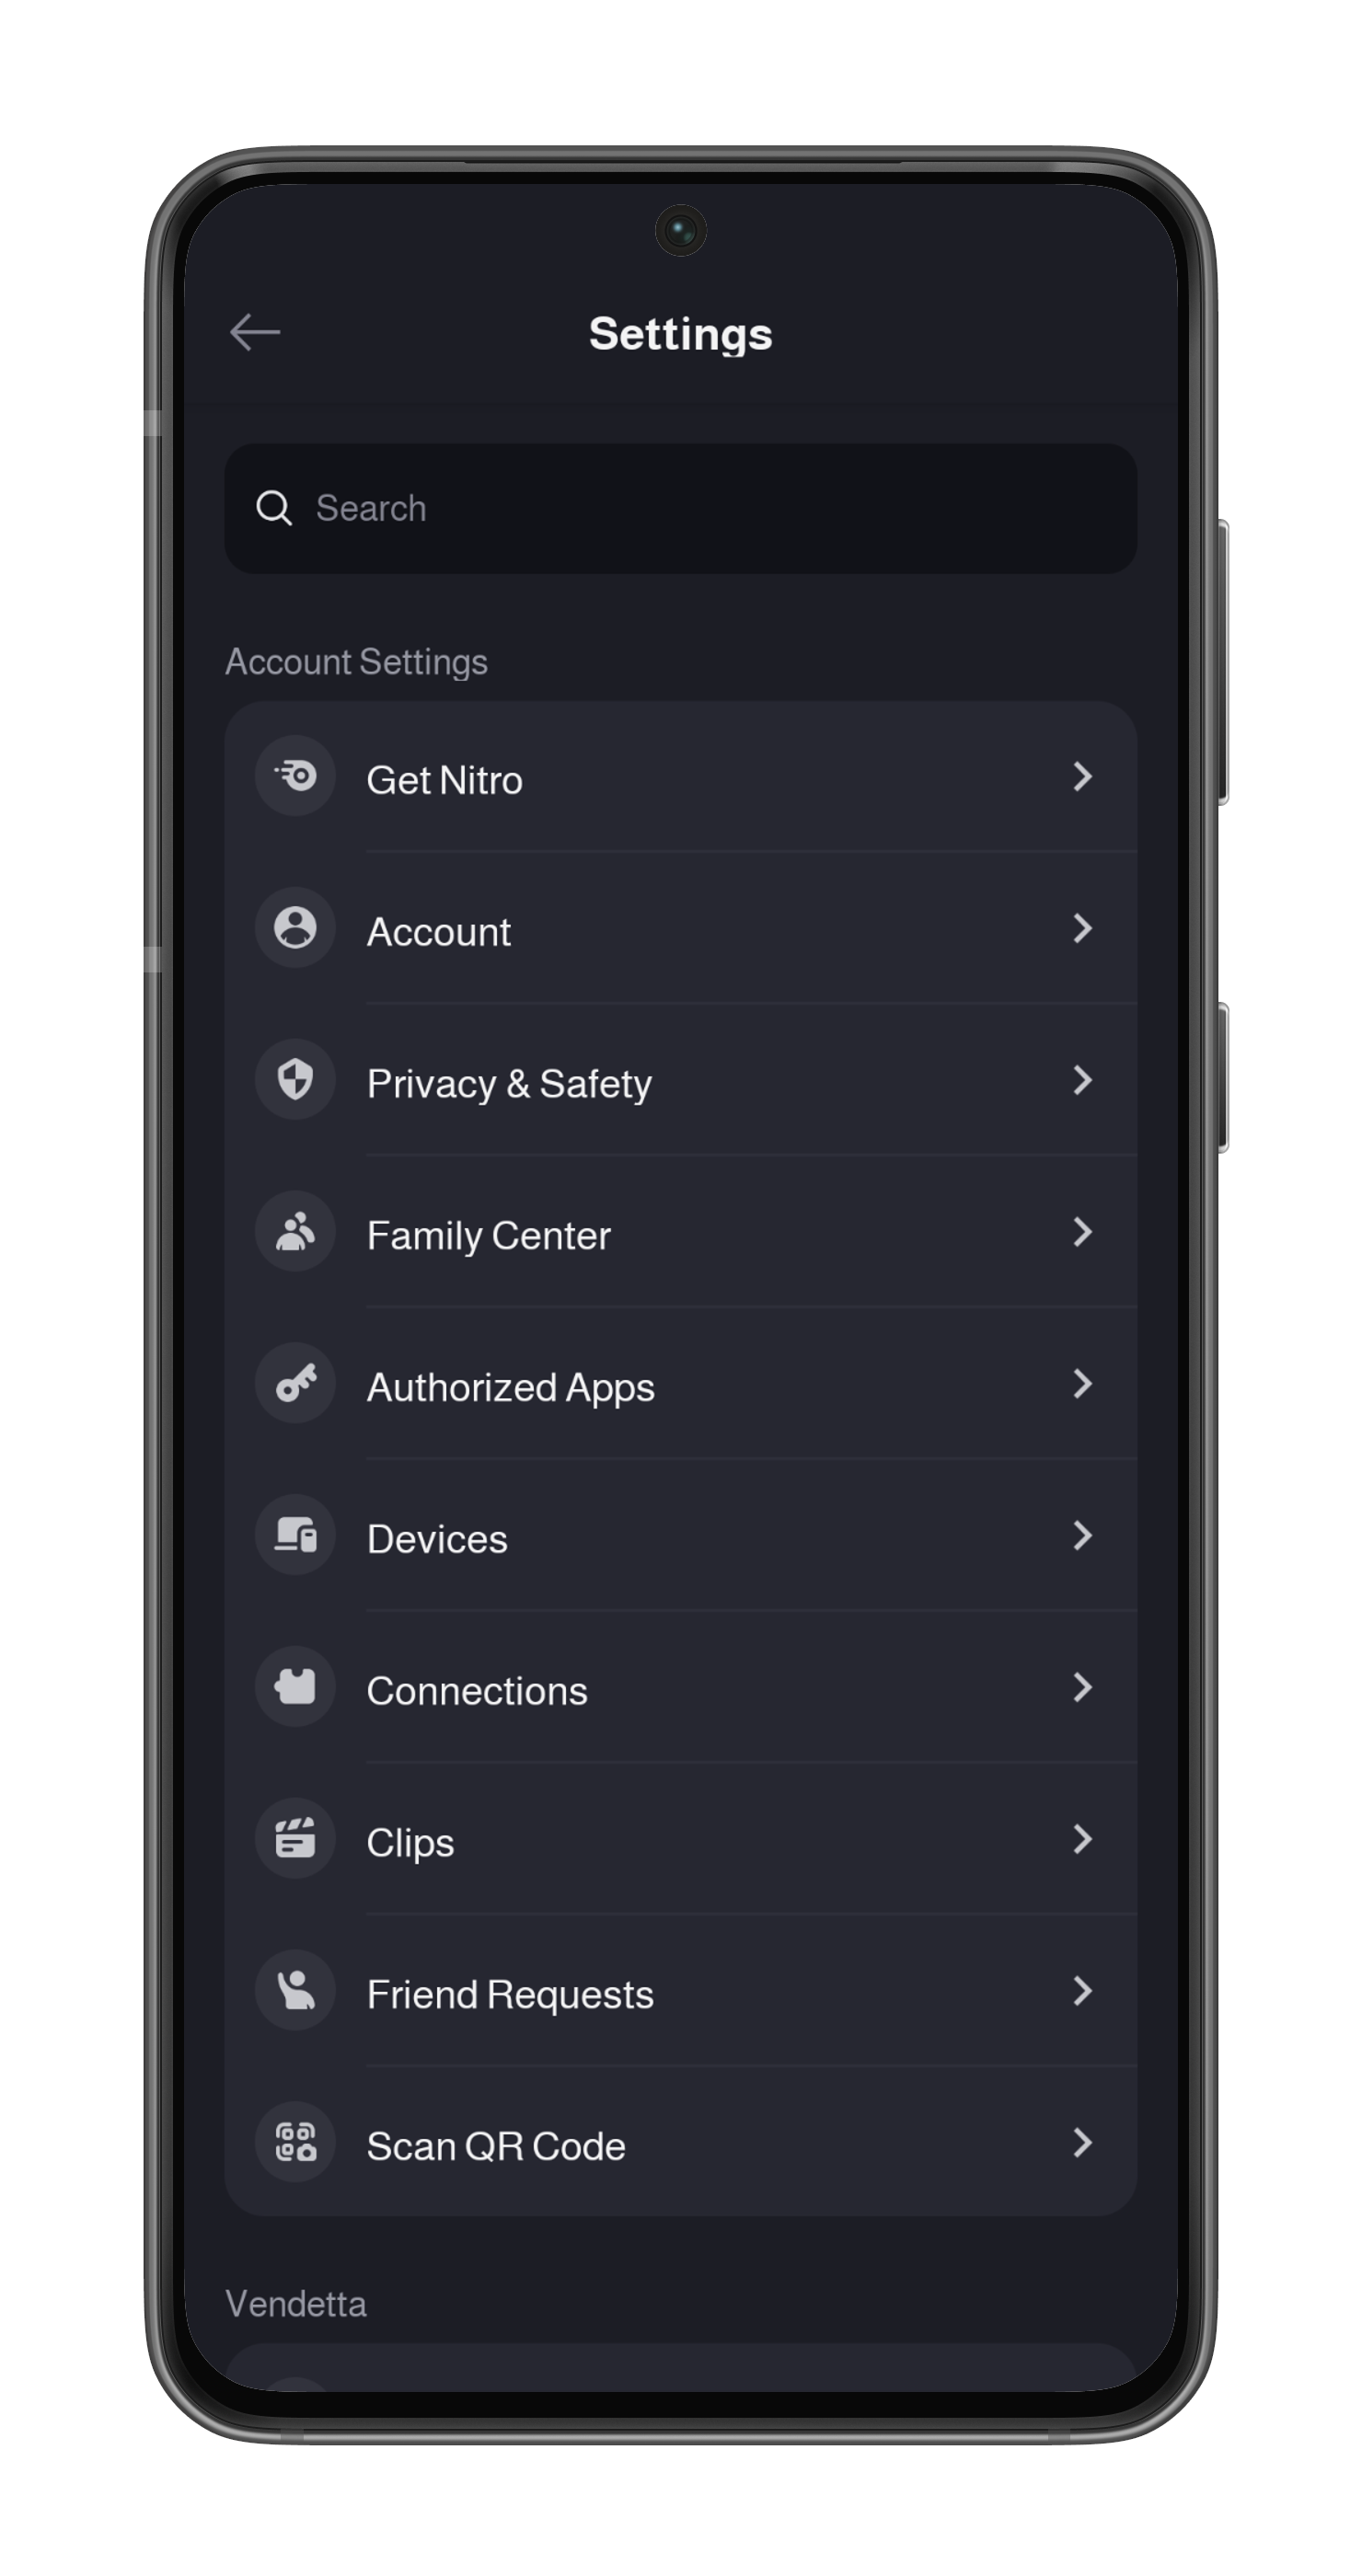 Settings
Search
Account Settings
Get Nitro
Account
Privacy & Safety
Family Center
Authorized Apps
Devices
Connections
Clips
Friend Requests
Scan QR Code
Vendetta